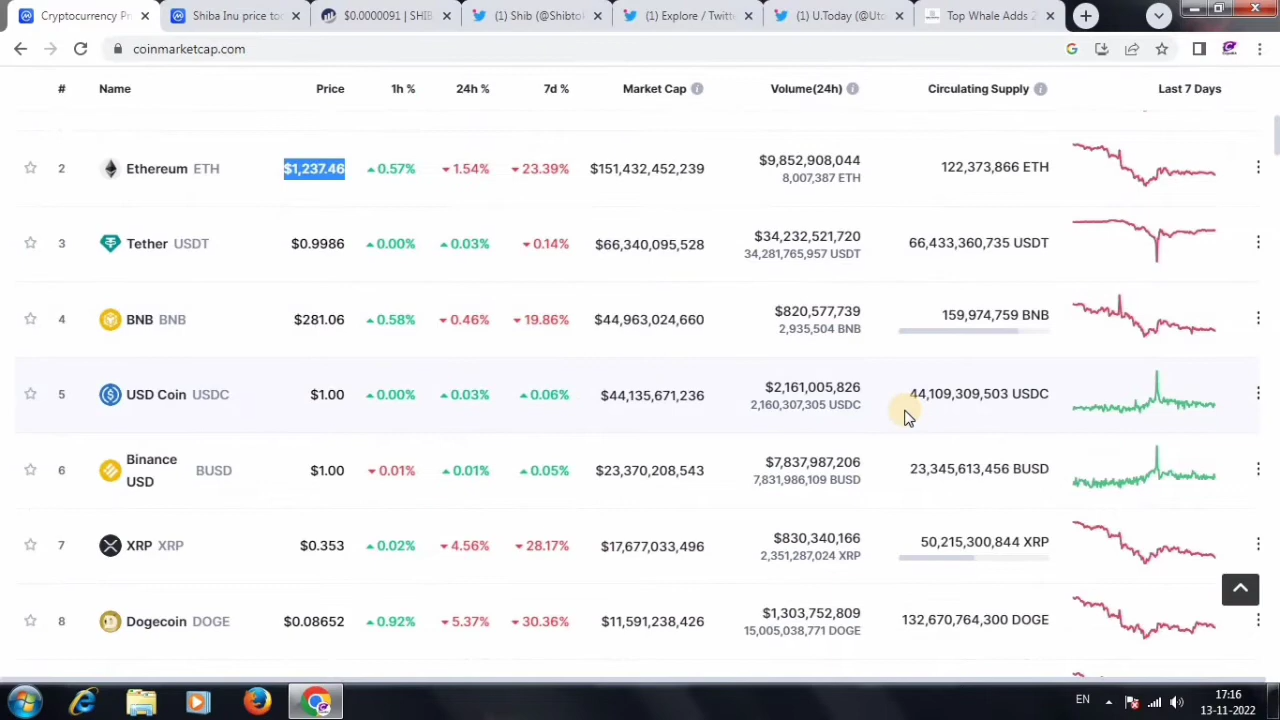 Cryptocurrency Pr
Shiba Inu price to
$0.0000091 | SHIB
(1) Shib (@Shibto
(1) Explore / Twitt
(1) U.Today (@Uto
Top Whale Adds 2
coinmarketcap.com
# Name Price 1h % 24h % 7d % Market Cap Volume(24h) Circulating Supply Last 7 Days
2 Ethereum ETH $1,237.46 0.57% 1.54% 23.39% $151,432,452,239 $9,852,908,044 122,373,866 ETH
8,007,387 ETH
3 Tether USDT $0.9986 0.00% 0.03% 0.14% $66,340,095,528 $34,232,521,720 66,433,360,735 USDT
34,281,765,957 USDT
4 BNB BNB $281.06 0.58% 0.46% 19.86% $44,963,024,660 $820,577,739 159,974,759 BNB
2,935,504 BNB
5 USD Coin USDC $1.00 0.00% 0.03% 0.06% $44,135,671,236 $2,161,005,826 44,109,309,503 USDC
2,160,307,305 USDC
6 Binance USD BUSD $1.00 0.01% 0.01% 0.05% $23,370,208,543 $7,837,987,206 23,345,613,456 BUSD
7,831,986,109 BUSD
7 XRP XRP $0.353 0.02% 4.56% 28.17% $17,677,033,496 $830,340,166 50,215,300,844 XRP
2,351,287,024 XRP
8 Dogecoin DOGE $0.08652 0.92% 5.37% 30.36% $11,591,238,426 $1,303,752,809 132,670,764,300 DOGE
15,005,038,771 DOGE
EN
17:16
13-11-2022